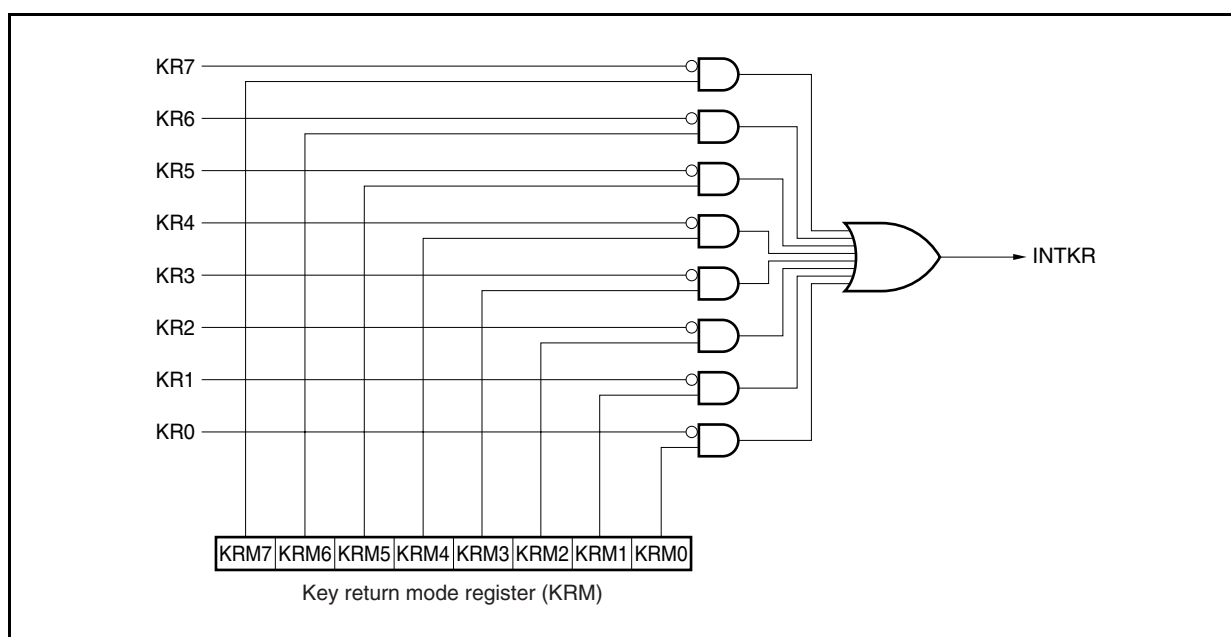 KR7
KR6
KR5
KR4
KR3
KR2
KR1
KR0
INTKR
KRM7 KRM6 KRM5 KRM4 KRM3 KRM2 KRM1 KRM0
Key return mode register (KRM)